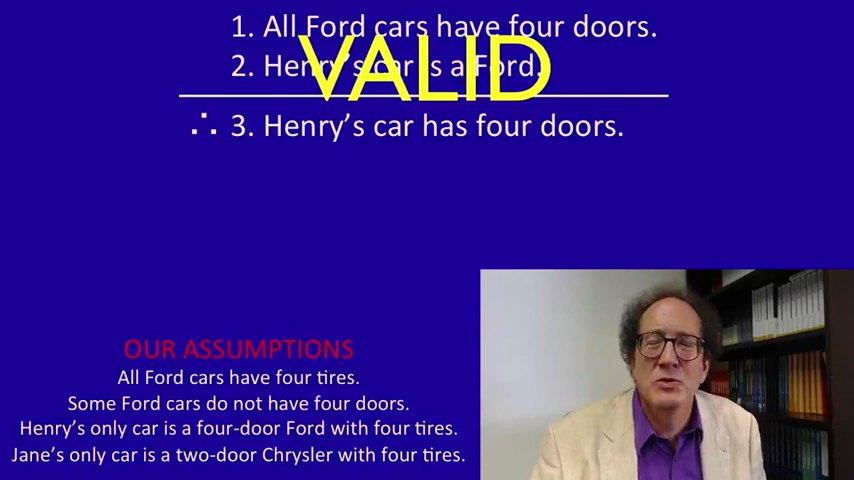 1. All Ford cars have four doors.
VALID
2. Henry's car is a Ford.
∴ 3. Henry's car has four doors.
OUR ASSUMPTIONS
All Ford cars have four tires.
Some Ford cars do not have four doors.
Henry's only car is a four-door Ford with four tires.
Jane's only car is a two-door Chrysler with four tires.